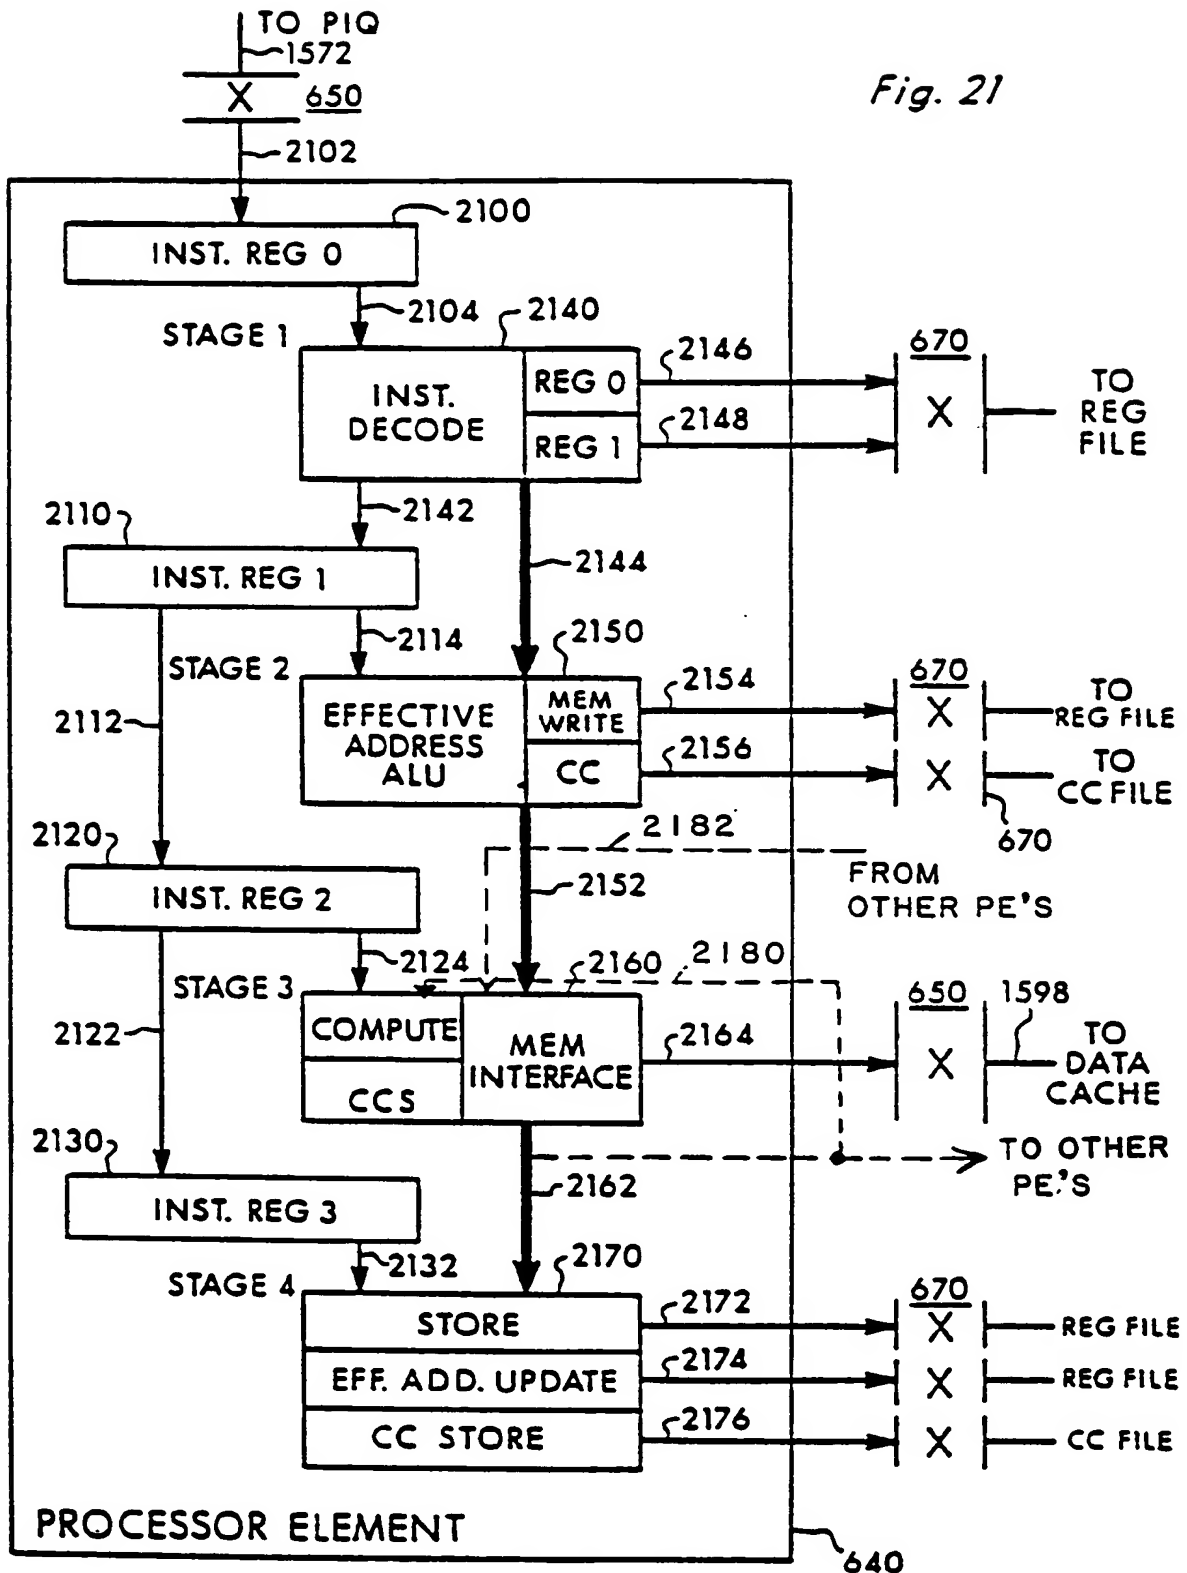 TO PIQ
1572
X 650
Fig. 21
2102
2100
INST. REG 0
2104
2140
STAGE 1
INST. DECODE
REG 0
REG 1
2146
2148
670
X
TO REG FILE
2142
2110
INST. REG 1
2144
2114
2150
STAGE 2
EFFECTIVE ADDRESS ALU
MEM WRITE
CC
2154
2156
670
X
TO REG FILE
X
TO CC FILE
670
2112
2182
2120
INST. REG 2
2152
FROM OTHER PE'S
2124
2160
2180
STAGE 3
COMPUTE
CCS
MEM INTERFACE
2164
650
1598
X
TO DATA CACHE
2122
TO OTHER PE.'S
2130
INST. REG 3
2162
2132
2170
STAGE 4
STORE
2172
670
X
REG FILE
EFF. ADD. UPDATE
2174
X
REG FILE
CC STORE
2176
X
CC FILE
PROCESSOR ELEMENT
640